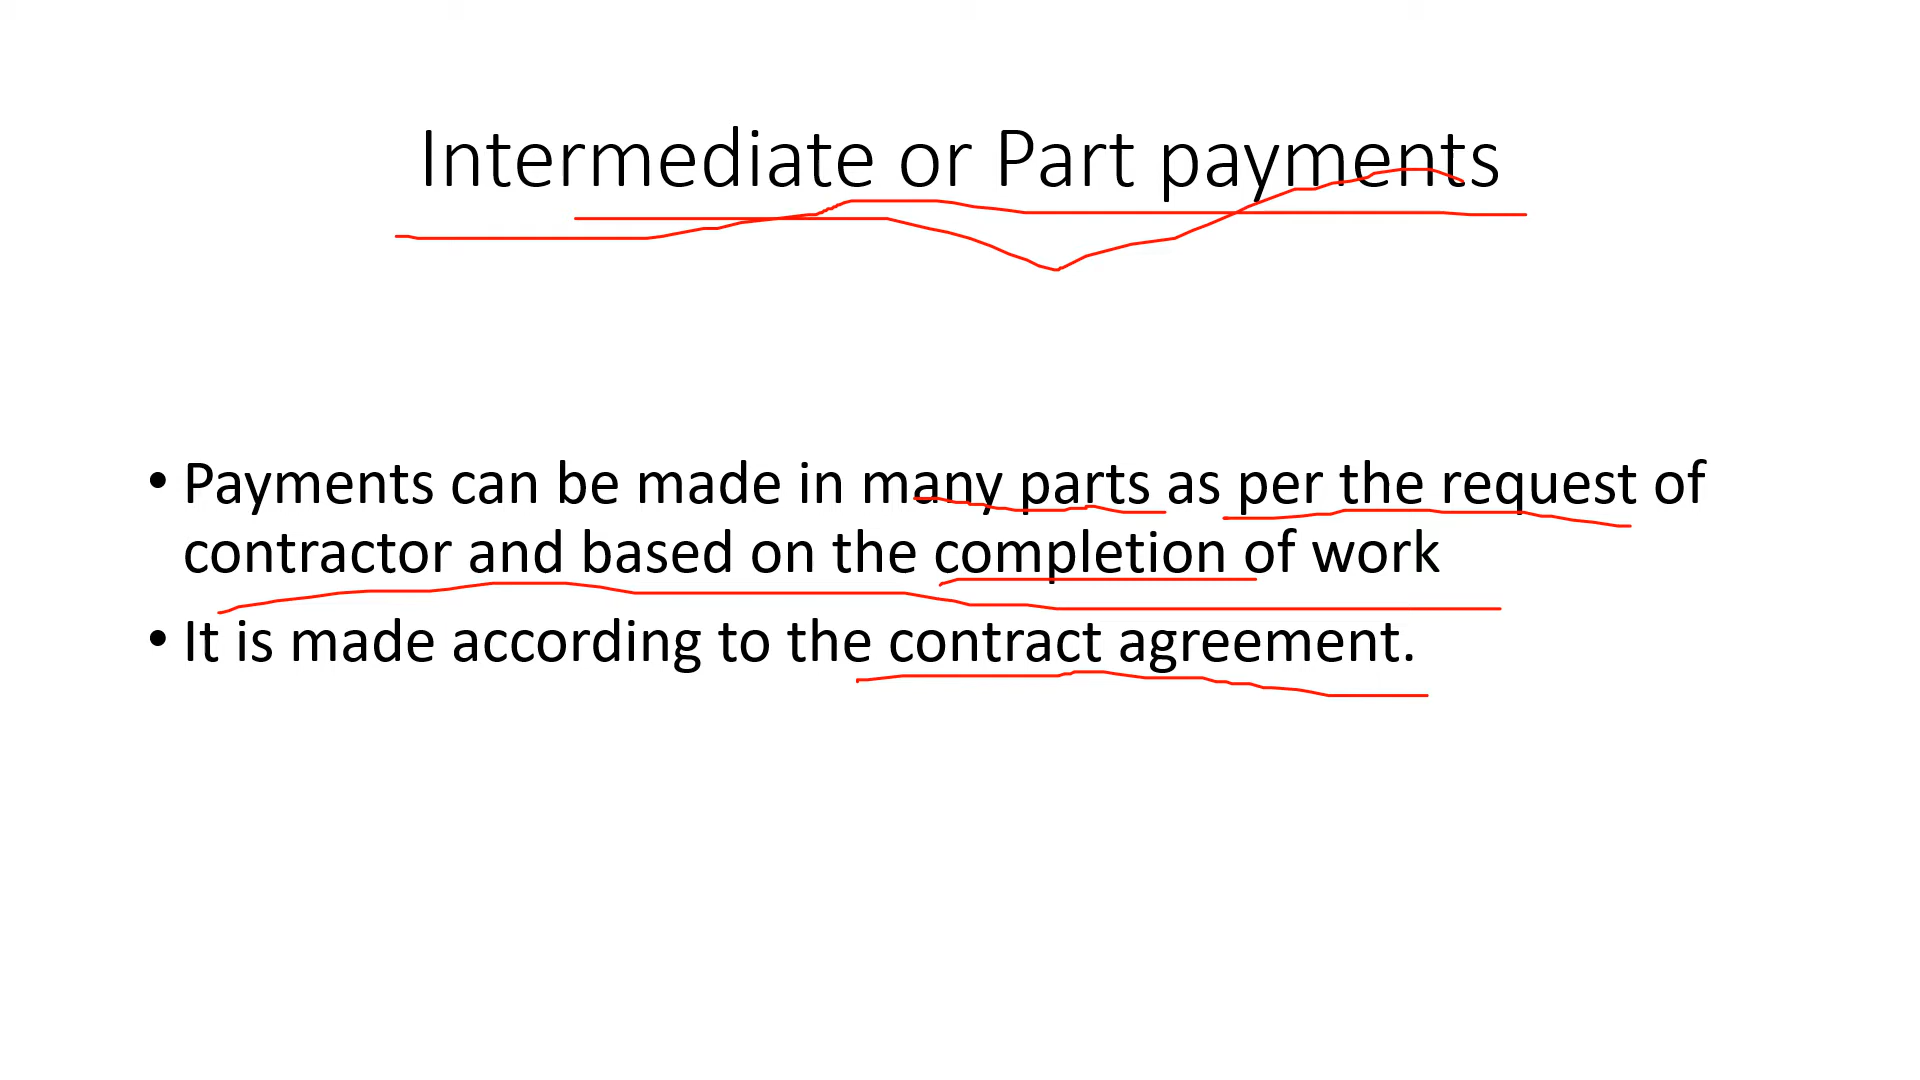 Intermediate or Part payments
• Payments can be made in many parts as per the request of
contractor and based on the completion of work
• It is made according to the contract agreement.